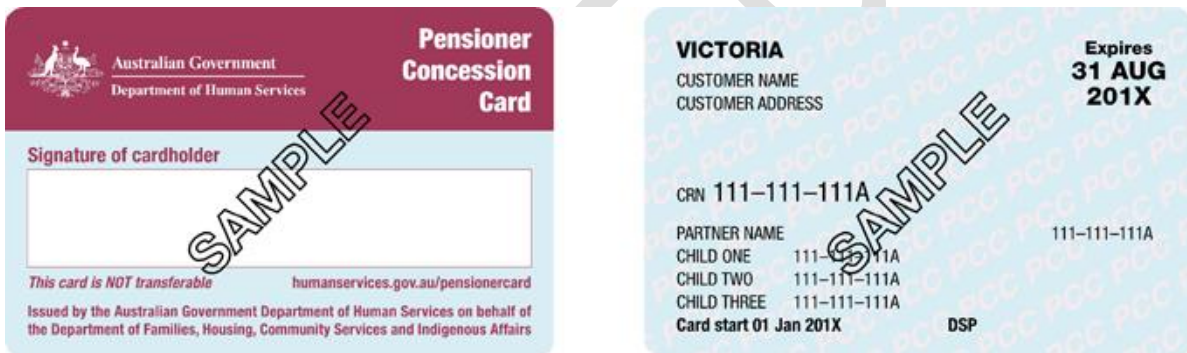 Australian Government
Department of Human Services
Pensioner
Concession
Card
Signature of cardholder
SAMPLE
This card is NOT transferable
humanservices.gov.au/pensionercard
Issued by the Australian Government Department of Human Services on behalf of
the Department of Families, Housing, Community Services and Indigenous Affairs
VICTORIA
CUSTOMER NAME
CUSTOMER ADDRESS
Expires
31 AUG
201X
SAMPLE
CRN 111–111–111A
PARTNER NAME 111–111–111A
CHILD ONE 111–111–111A
CHILD TWO 111–111–111A
CHILD THREE 111–111–111A
Card start 01 Jan 201X DSP